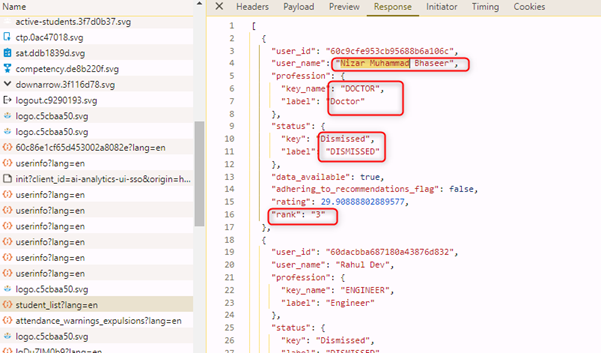 Name
active-students.3f7d0b37.svg
ctp.0ac47018.svg
sat.ddb1839d.svg
competency.de8b220f.svg
downarrow.3f116d78.svg
logout.c9290193.svg
logo.c5cbaa50.svg
logo.c5cbaa50.svg
60c86e1cf65d453002a8082e?lang=en
userinfo?lang=en
init?client_id=ai-analytics-ui-sso&origin=h...
userinfo?lang=en
userinfo?lang=en
userinfo?lang=en
userinfo?lang=en
userinfo?lang=en
logo.c5cbaa50.svg
student_list?lang=en
attendance_warnings_expulsions?lang=en
logo.c5cbaa50.svg
Headers Payload Preview Response Initiator Timing Cookies
1 [
2 {
3 "user_id": "60c9cfe953cb95688b6a106c",
4 "user_name": "Nizar Muhammad Bhaseer",
5 "profession": {
6 "key_name": "DOCTOR",
7 "label": "Doctor"
8 },
9 "status": {
10 "key": "Dismissed",
11 "label": "DISMISSED"
12 },
13 "data_available": true,
14 "adhering_to_recommendations_flag": false,
15 "rating": 29.90888802889577,
16 "rank": "3"
17 },
18 {
19 "user_id": "60dacbba687180a43876d832",
20 "user_name": "Rahul Dev",
21 "profession": {
22 "key_name": "ENGINEER",
23 "label": "Engineer"
24 },
25 "status": {
26 "key": "Dismissed",
27 "label": "DISMISSED"